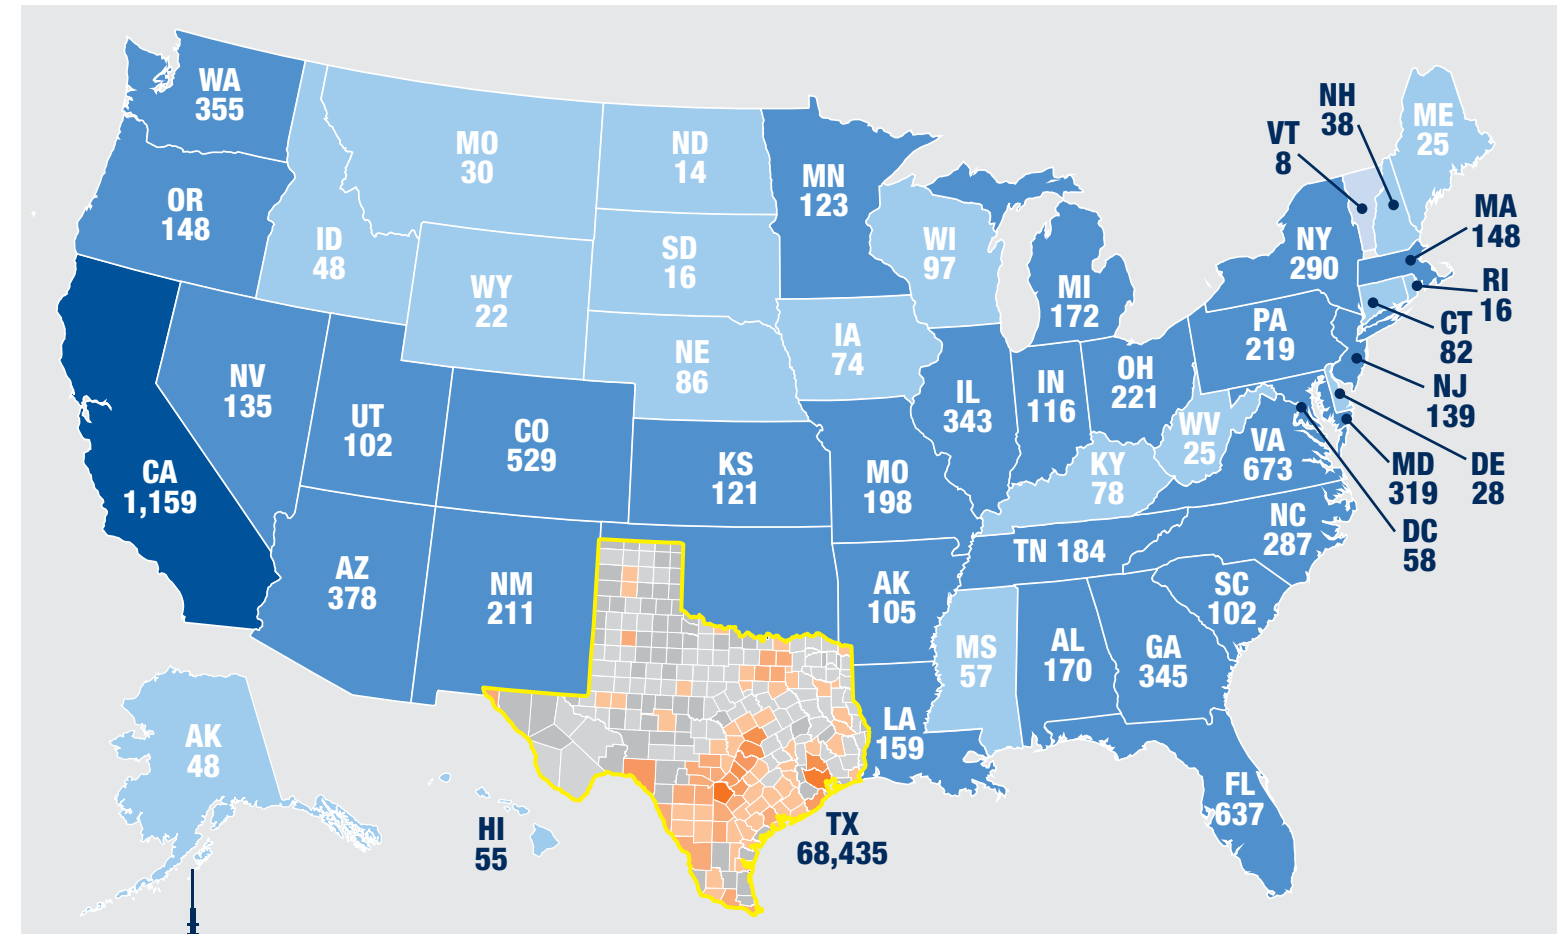 WA
355
OR
148
CA
1,159
NV
135
ID
48
MO
30
WY
22
UT
102
AZ
378
CO
529
NM
211
ND
14
SD
16
NE
86
KS
121
MN
123
IA
74
MO
198
AK
105
LA
159
WI
97
IL
343
MI
172
IN
116
OH
221
KY
78
TN 184
MS
57
AL
170
GA
345
FL
637
SC
102
NC
287
VA
673
WV
25
PA
219
NY
290
VT
8
NH
38
ME
25
MA
148
RI
16
CT
82
NJ
139
DE
28
MD
319
DC
58
AK
48
HI
55
TX
68,435